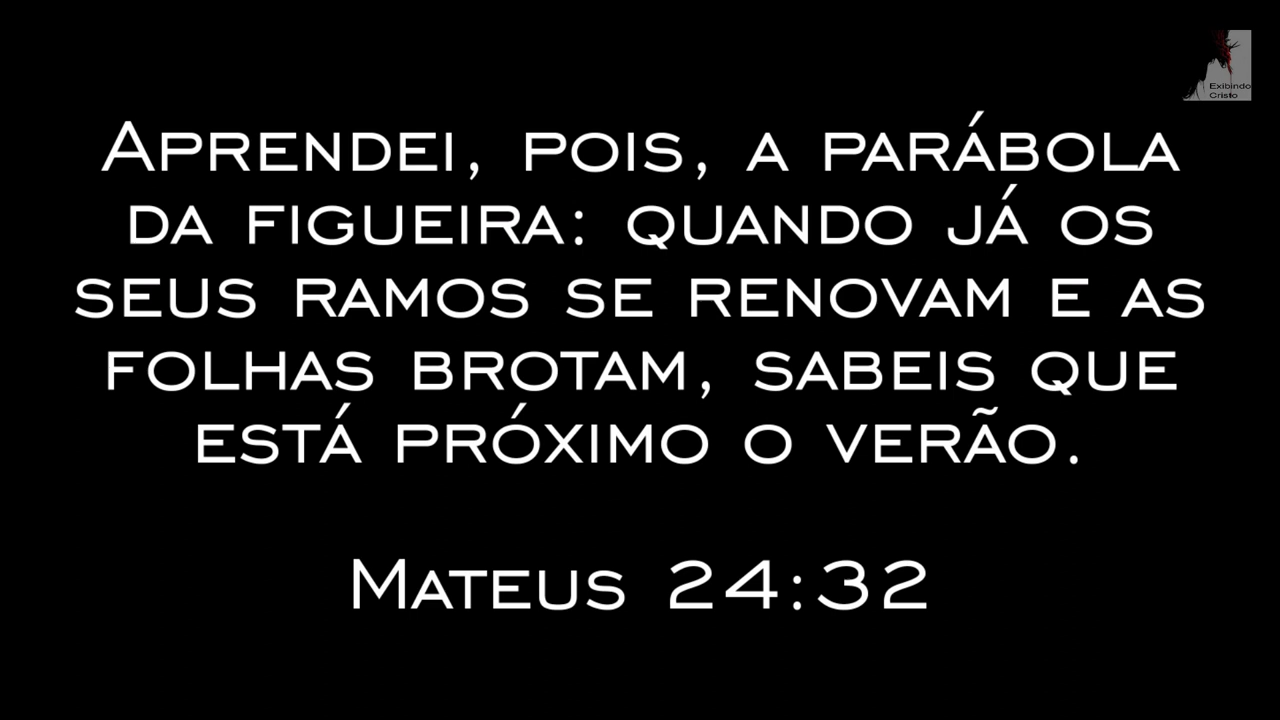 Exibindo
Cristo
APRENDEI, POIS, A PARÁBOLA
DA FIGUEIRA: QUANDO JÁ OS
SEUS RAMOS SE RENOVAM E AS
FOLHAS BROTAM, SABEIS QUE
ESTÁ PRÓXIMO O VERÃO.
MATEUS 24:32